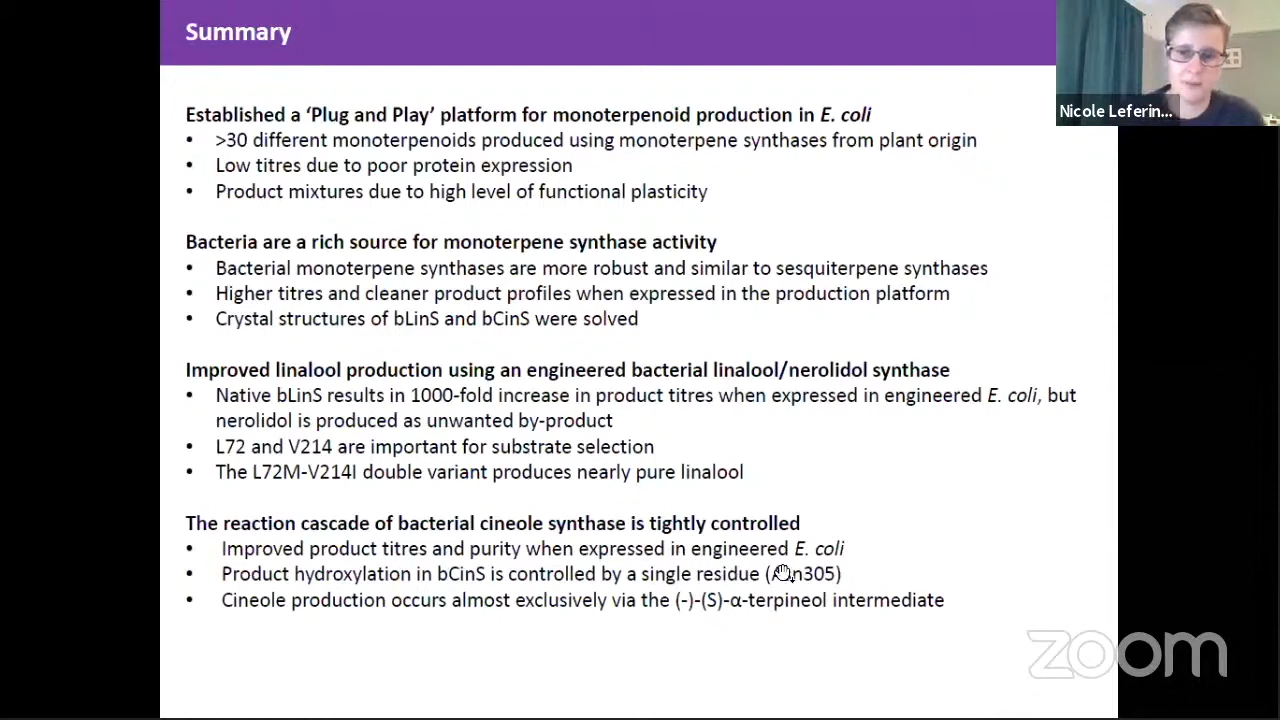 Summary
Nicole Leferin...
Established a ‘Plug and Play’ platform for monoterpenoid production in E. coli
• >30 different monoterpenoids produced using monoterpene synthases from plant origin
• Low titres due to poor protein expression
• Product mixtures due to high level of functional plasticity
Bacteria are a rich source for monoterpene synthase activity
• Bacterial monoterpene synthases are more robust and similar to sesquiterpene synthases
• Higher titres and cleaner product profiles when expressed in the production platform
• Crystal structures of bLinS and bCinS were solved
Improved linalool production using an engineered bacterial linalool/nerolidol synthase
• Native bLinS results in 1000-fold increase in product titres when expressed in engineered E. coli, but
nerolidol is produced as unwanted by-product
• L72 and V214 are important for substrate selection
• The L72M-V214I double variant produces nearly pure linalool
The reaction cascade of bacterial cineole synthase is tightly controlled
• Improved product titres and purity when expressed in engineered E. coli
• Product hydroxylation in bCinS is controlled by a single residue
• Cineole production occurs almost exclusively via the (-)-(S)-α-terpineol intermediate
zoom